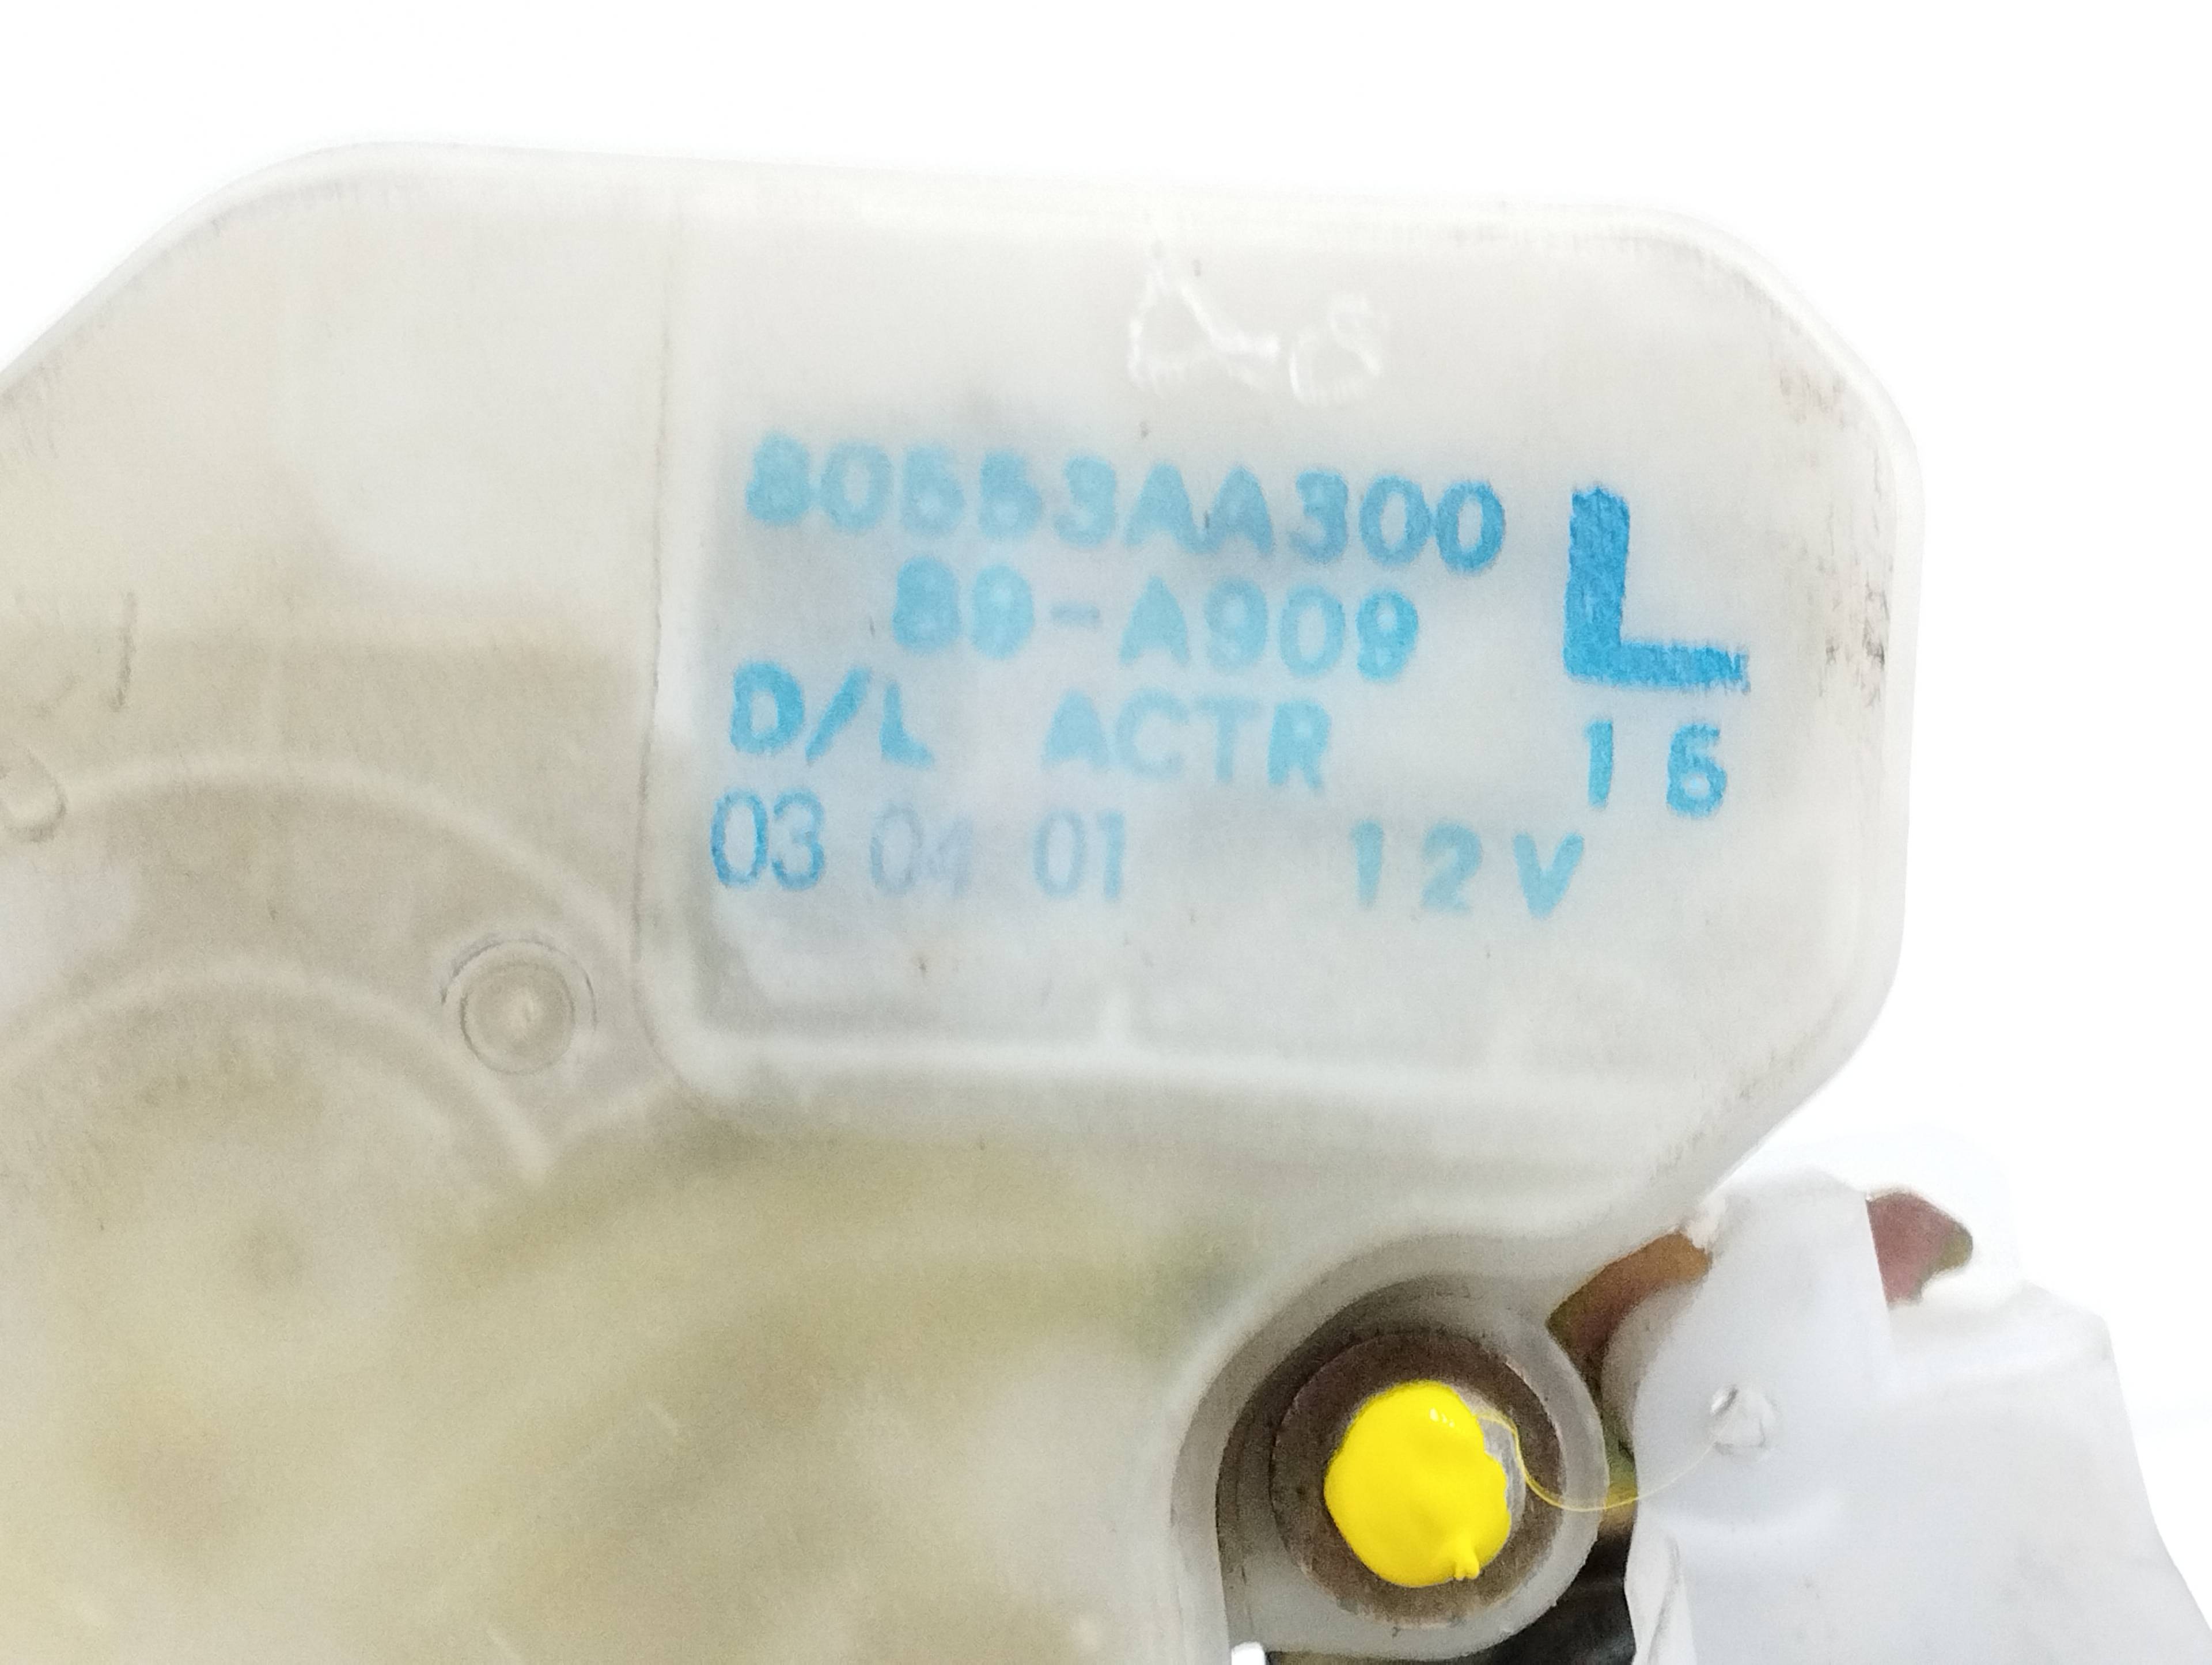 80553AA300 L
89-A909
D/L ACTR 16
03 04 01 12V